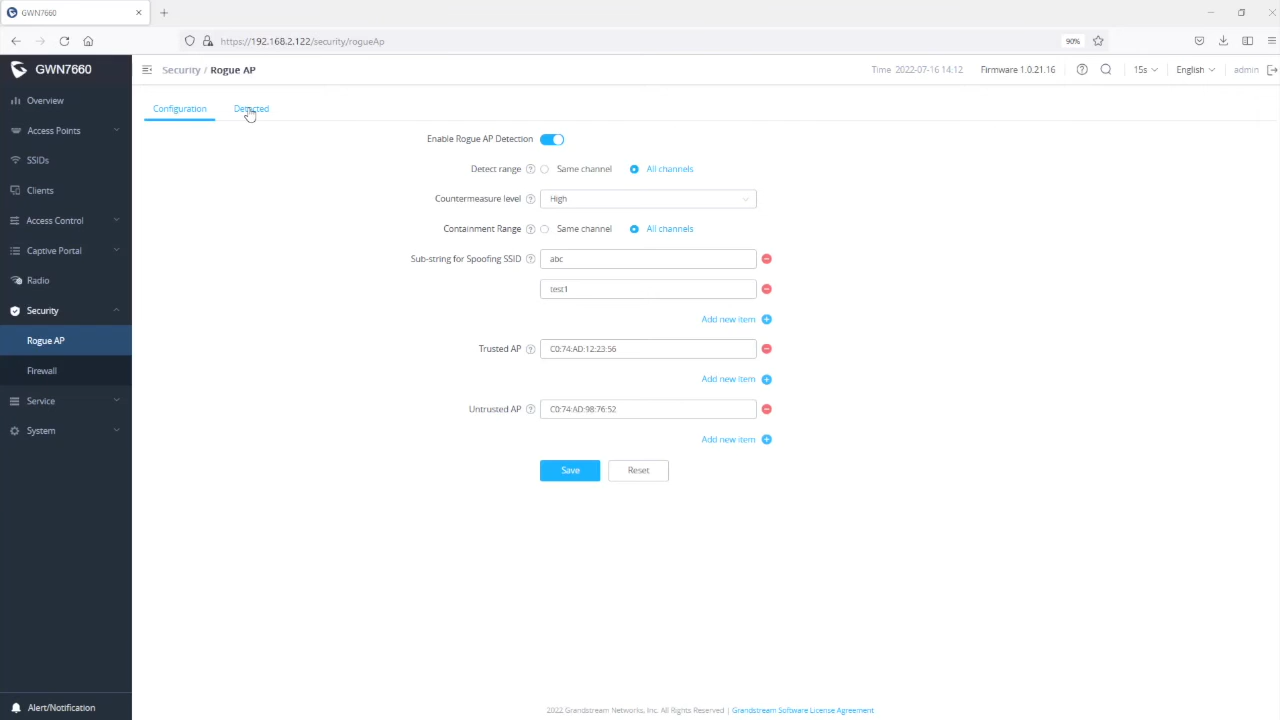 GWN7660
https://192.168.2.122/security/rogueAp
90%
GWN7660
Security / Rogue AP
Time 2022-07-16 14:12
Firmware 1.0.21.16
15s
English
admin
Overview
Access Points
SSIDs
Clients
Access Control
Captive Portal
Radio
Security
Rogue AP
Firewall
Service
System
Alert/Notification
Configuration
Detected
Enable Rogue AP Detection
Detect range ? Same channel All channels
Countermeasure level ? High
Containment Range ? Same channel All channels
Sub-string for Spoofing SSID ? abc
test1
Add new item
Trusted AP ? C0:74:AD:12:23:56
Add new item
Untrusted AP ? C0:74:AD:98:76:52
Add new item
Save Reset
2022 Grandstream Networks, Inc. All Rights Reserved | Grandstream Software License Agreement